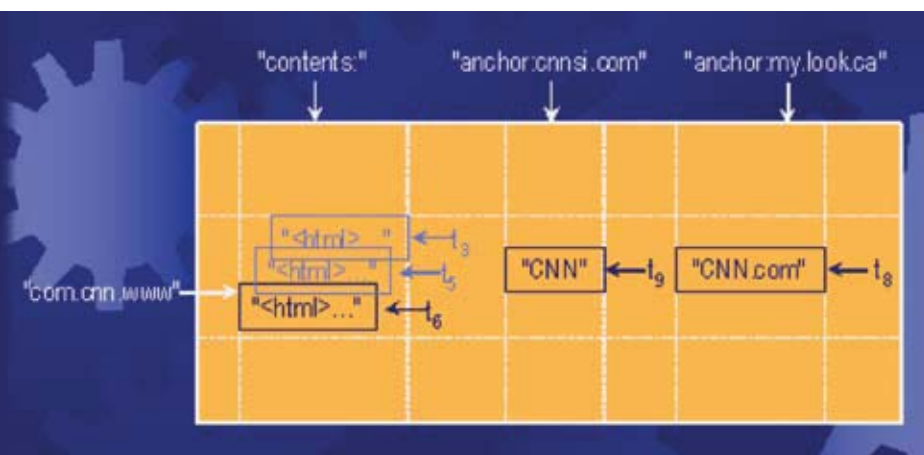 "contents:" "anchor:cnnsi.com" "anchor:my.look.ca"
"<html>..." t3
"<html>..." t5
"CNN" t9 "CNN.com" t8
"com.cnn.www"
"<html>..." t6